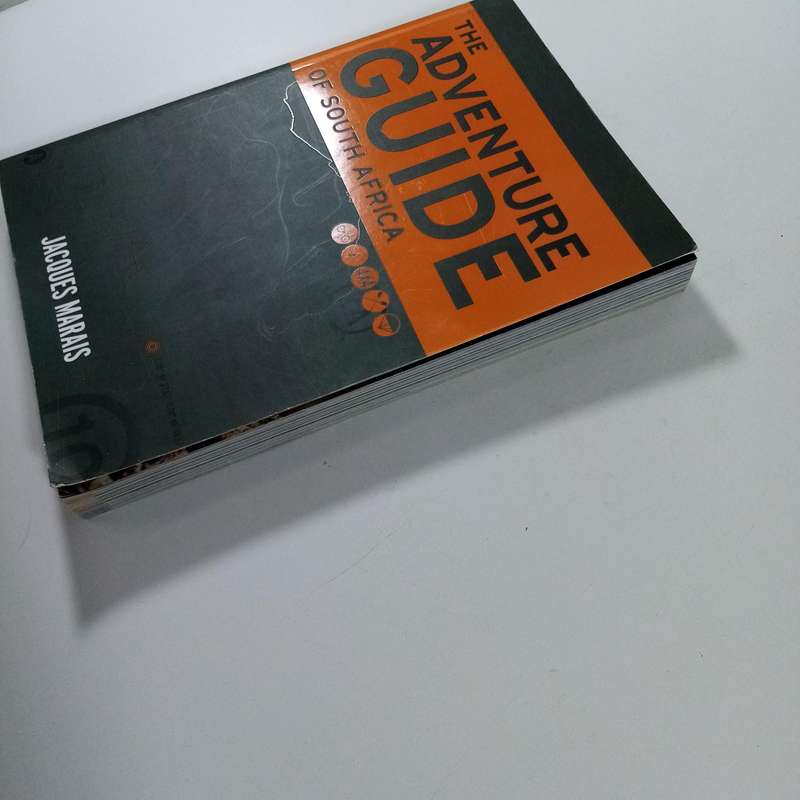 THE
ADVENTURE
GUIDE
OF SOUTH AFRICA
JACQUES MARAIS